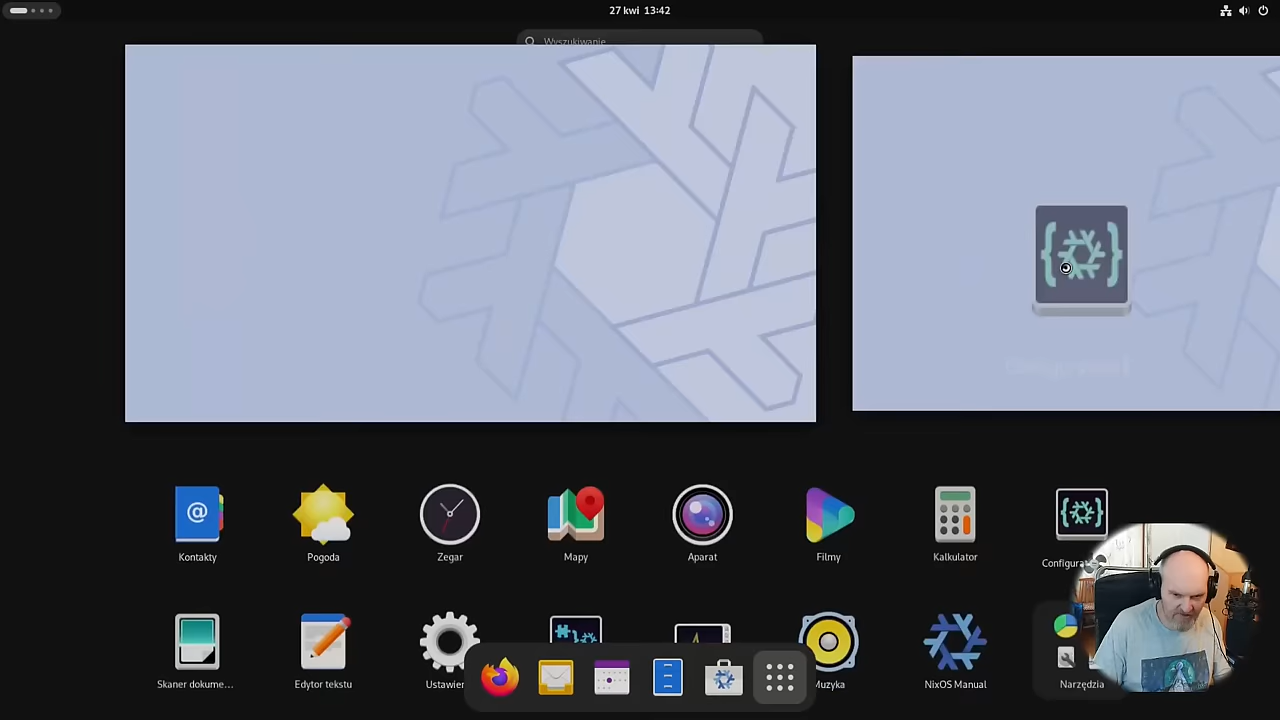 27 kwi 13:42
Wyszukiwanie
Kontakty
Pogoda
Zegar
Mapy
Aparat
Filmy
Kalkulator
Skaner dokume...
Edytor tekstu
Muzyka
NixOS Manual
Narzędzia